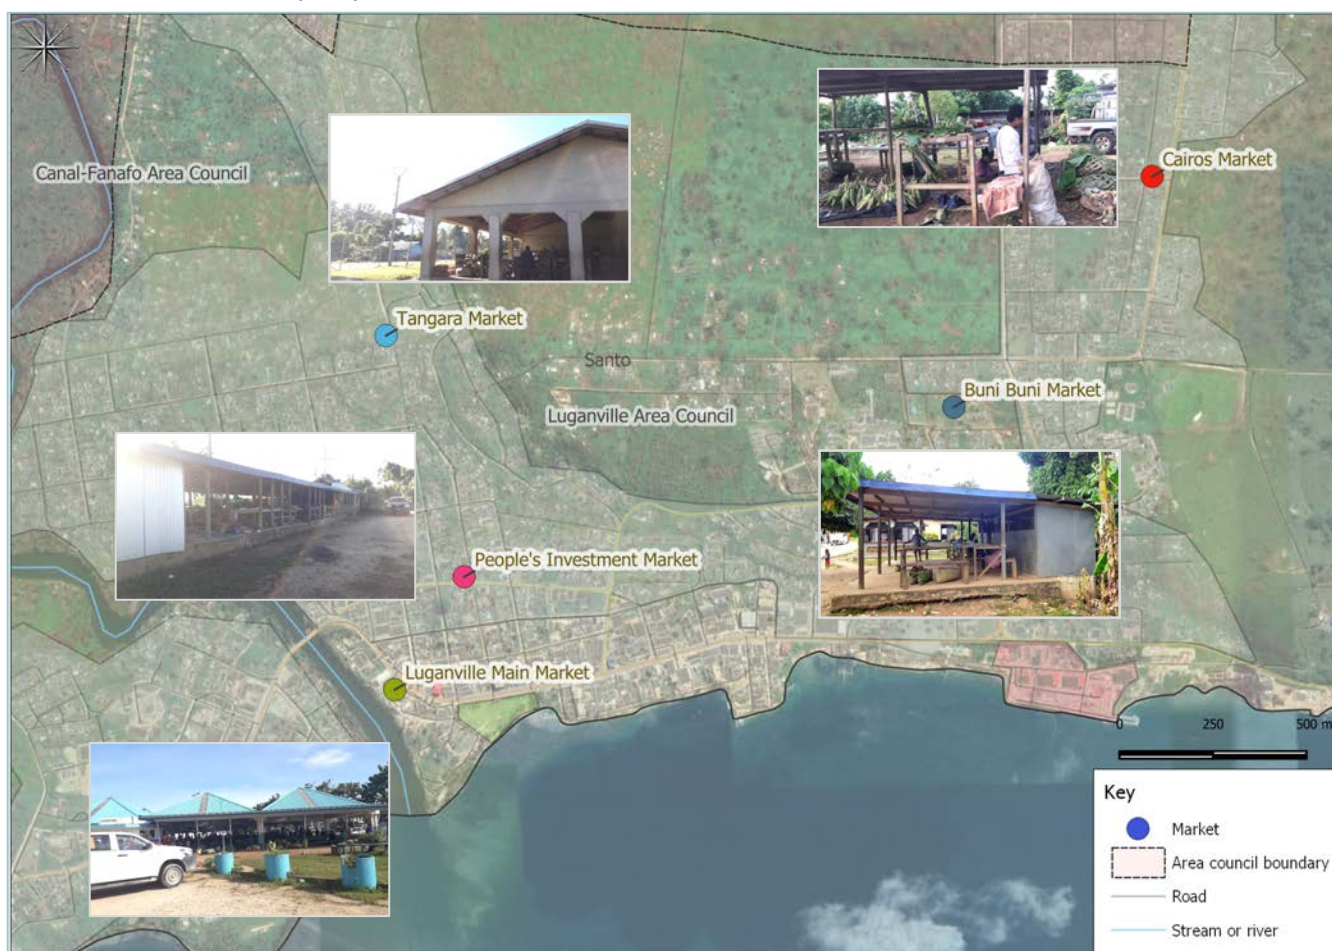 Canal-Fanafo Area Council
Cairos Market
Tangara Market
Santo
Buni Buni Market
Luganville Area Council
People's Investment Market
Luganville Main Market
0 250 500 m
Key
Market
Area council boundary
Road
Stream or river